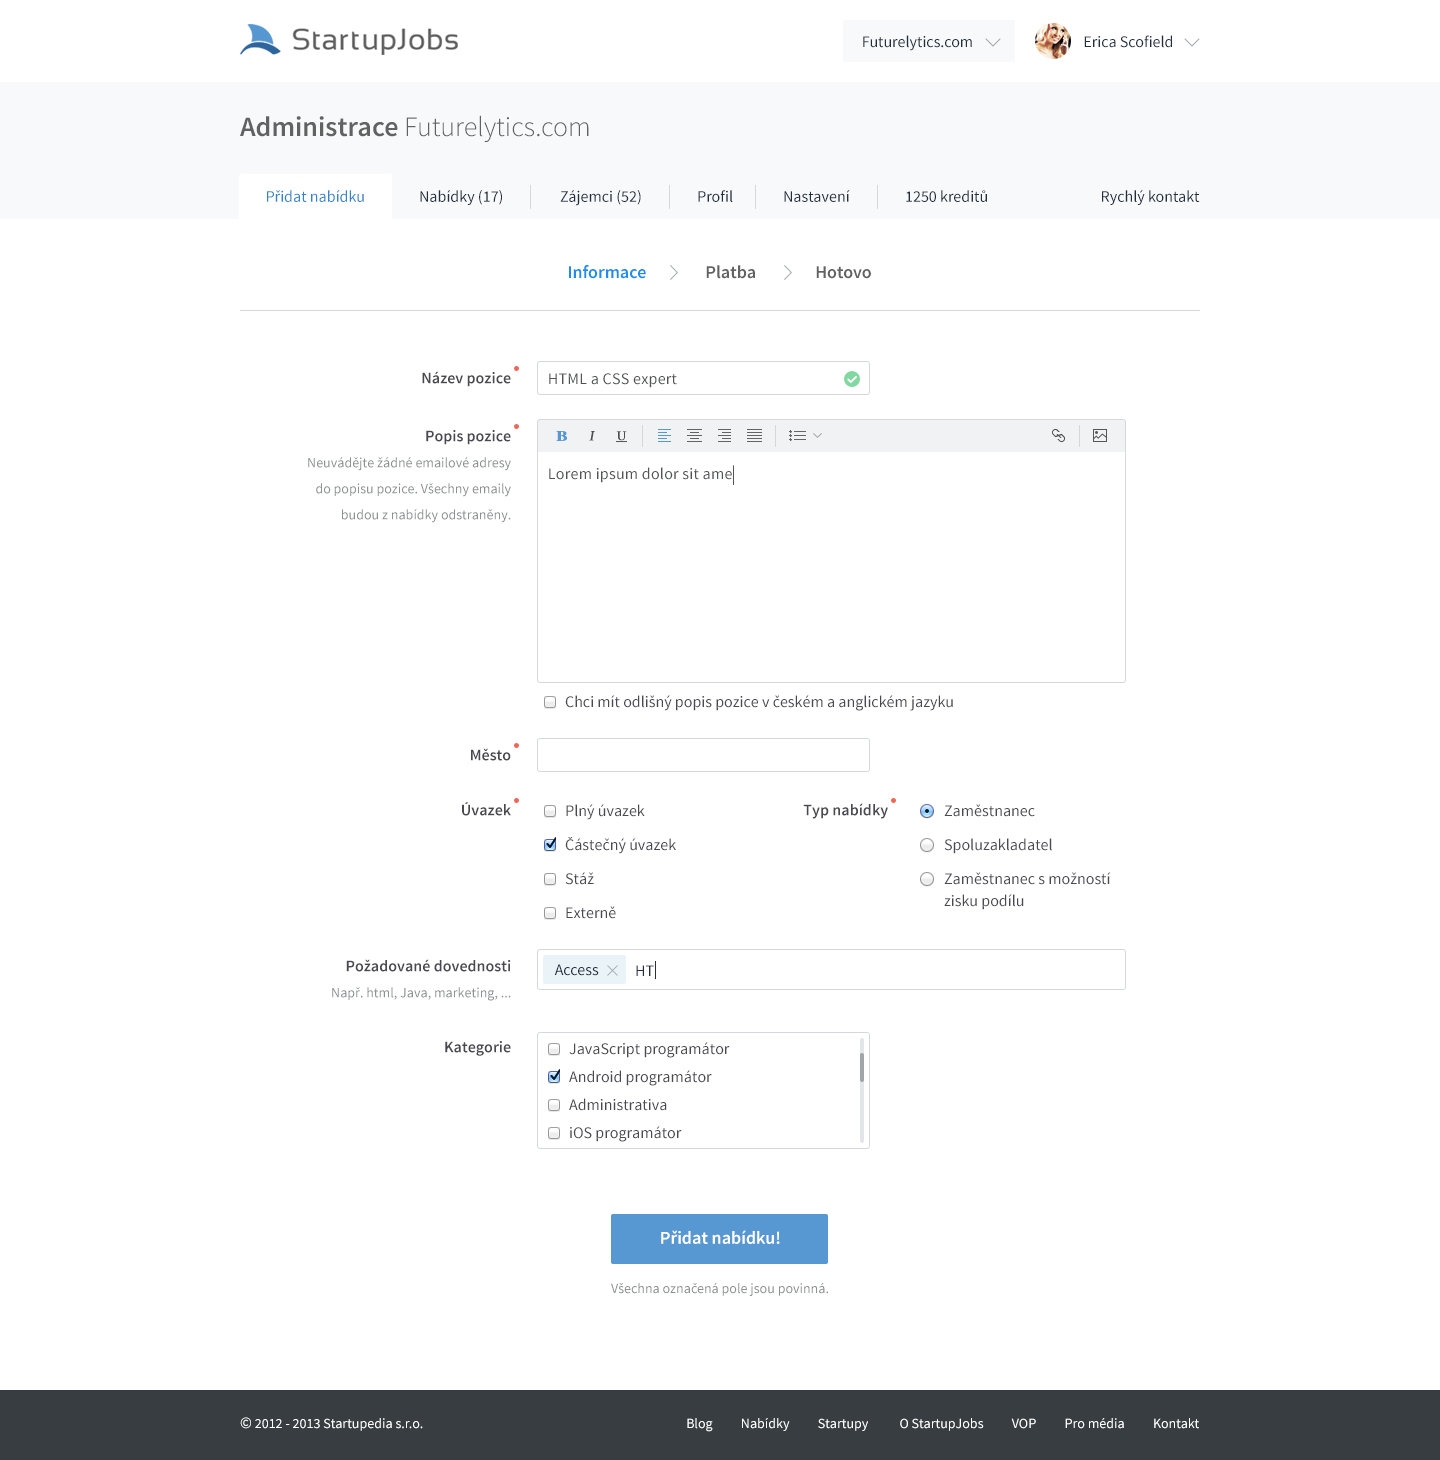 StartupJobs
Futurelytics.com
Erica Scofield
Administrace Futurelytics.com
Přidat nabídku
Nabídky (17)
Zájemci (52)
Profil
Nastavení
1250 kreditů
Rychlý kontakt
Informace
Platba
Hotovo
Název pozice
HTML a CSS expert
Popis pozice
Neuvádějte žádné emailové adresy
do popisu pozice. Všechny emaily
budou z nabídky odstraněny.
B I U
Lorem ipsum dolor sit ame
Chci mít odlišný popis pozice v českém a anglickém jazyku
Město
Úvazek
Plný úvazek
Částečný úvazek
Stáž
Externě
Typ nabídky
Zaměstnanec
Spoluzakladatel
Zaměstnanec s možností
zisku podílu
Požadované dovednosti
Např. html, Java, marketing, ...
Access
HT
Kategorie
JavaScript programátor
Android programátor
Administrativa
iOS programátor
Přidat nabídku!
Všechna označená pole jsou povinná.
© 2012 - 2013 Startupedia s.r.o.
Blog
Nabídky
Startupy
O StartupJobs
VOP
Pro média
Kontakt